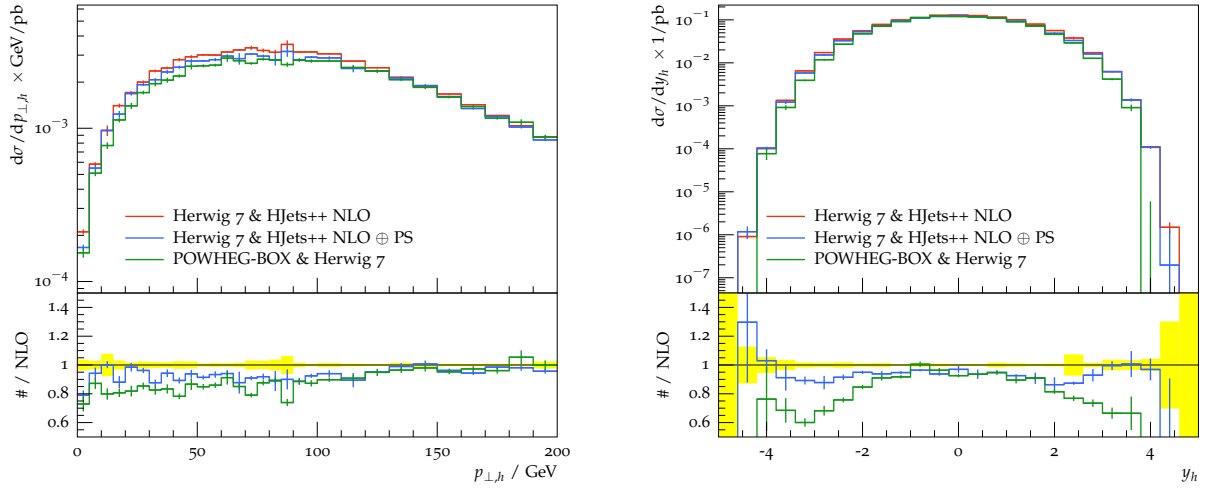 dσ/dp⊥,h × GeV/pb
10⁻³
10⁻⁴
Herwig 7 & HJets++ NLO
Herwig 7 & HJets++ NLO ⊕ PS
POWHEG-BOX & Herwig 7
# / NLO
1.4
1.2
1
0.8
0.6
0 50 100 150 200
p⊥,h / GeV
dσ/dyh × 1/pb
10⁻¹
10⁻²
10⁻³
10⁻⁴
10⁻⁵
10⁻⁶
10⁻⁷
Herwig 7 & HJets++ NLO
Herwig 7 & HJets++ NLO ⊕ PS
POWHEG-BOX & Herwig 7
# / NLO
1.4
1.2
1
0.8
0.6
-4 -2 0 2 4
yh